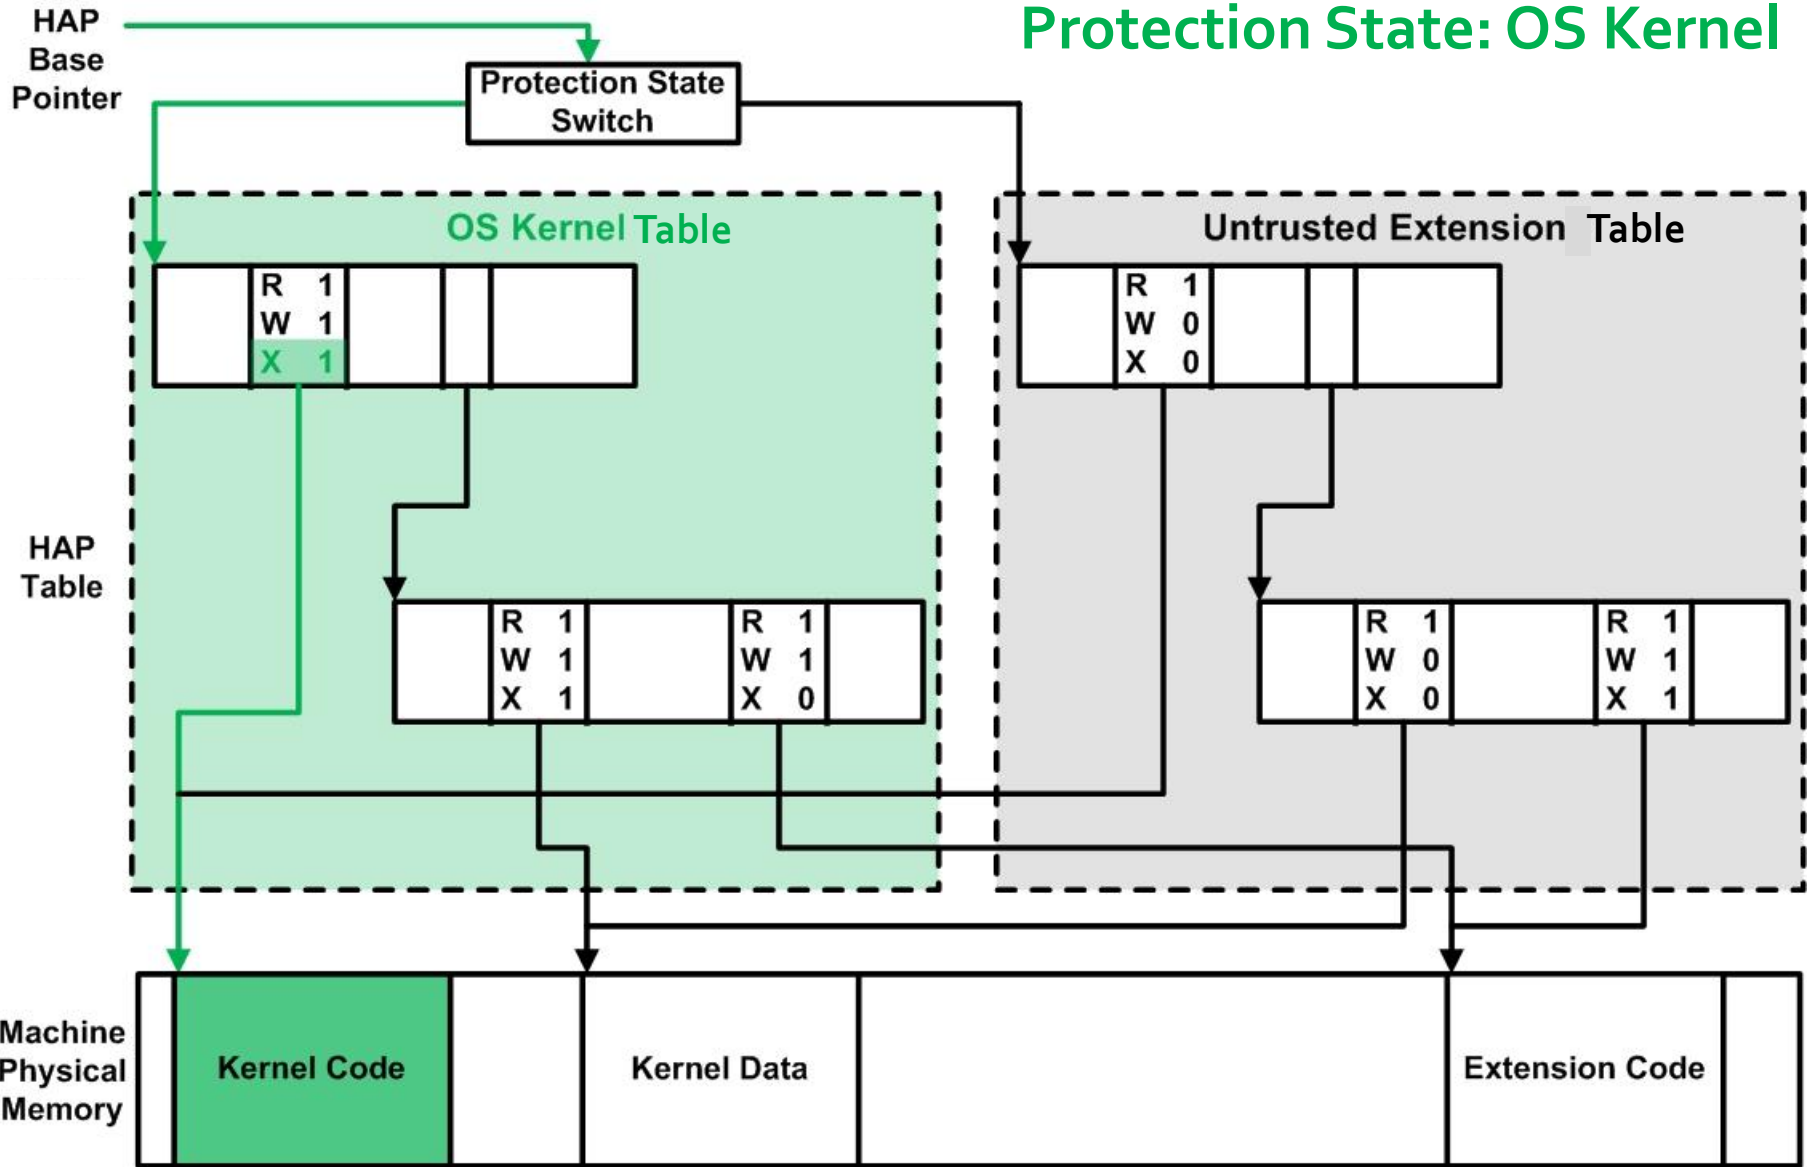 Protection State: OS Kernel
HAP
Base
Pointer
Protection State
Switch
OS Kernel Table
Untrusted Extension Table
R 1
W 1
X 1
R 1
W 0
X 0
HAP
Table
R 1
W 1
X 1
R 1
W 1
X 0
R 1
W 0
X 0
R 1
W 1
X 1
Machine
Physical
Memory
Kernel Code
Kernel Data
Extension Code